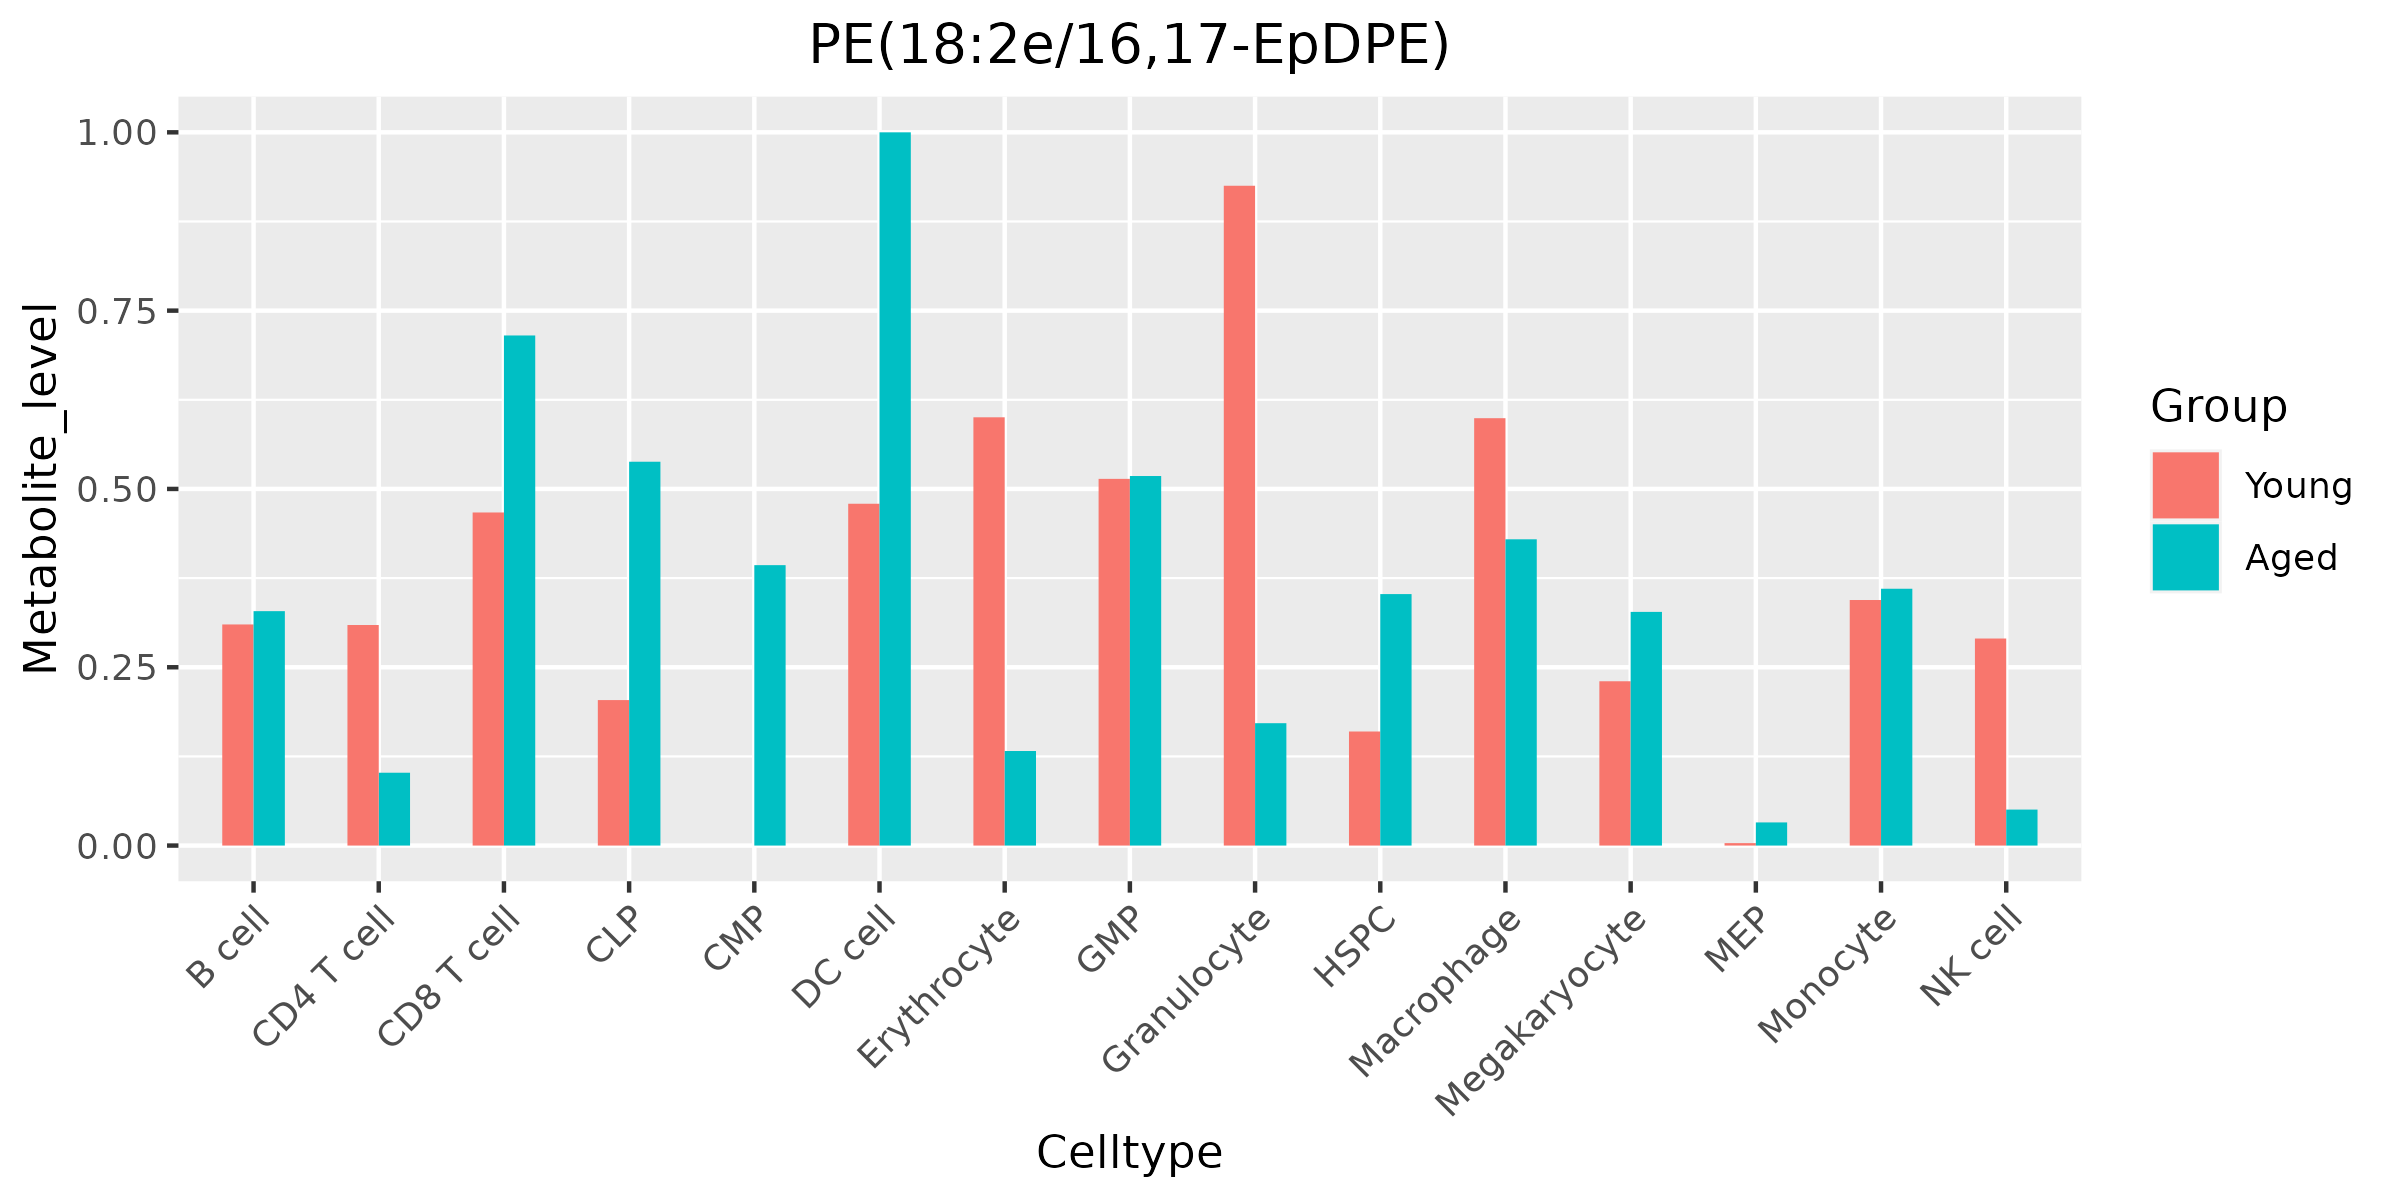 PE(18:2e/16,17-EpDPE)
Metabolite_level
1.00
0.75
0.50
0.25
0.00
B cell
CD4 T cell
CD8 T cell
CLP
CMP
DC cell
Erythrocyte
GMP
Granulocyte
HSPC
Macrophage
Megakaryocyte
MEP
Monocyte
NK cell
Celltype
Group
Young
Aged